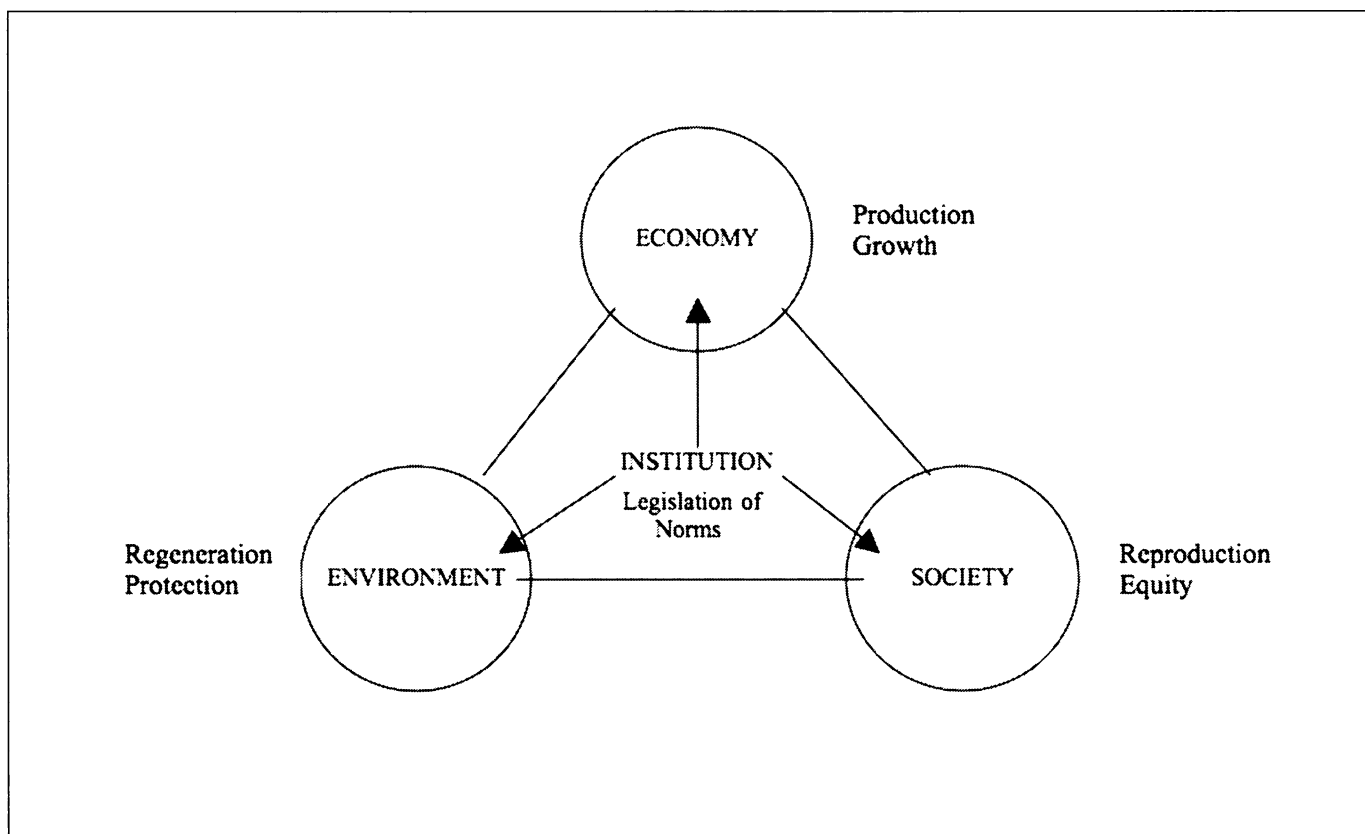 ECONOMY
Production
Growth
INSTITUTION
Legislation of
Norms
Regeneration
Protection
ENVIRONMENT
SOCIETY
Reproduction
Equity